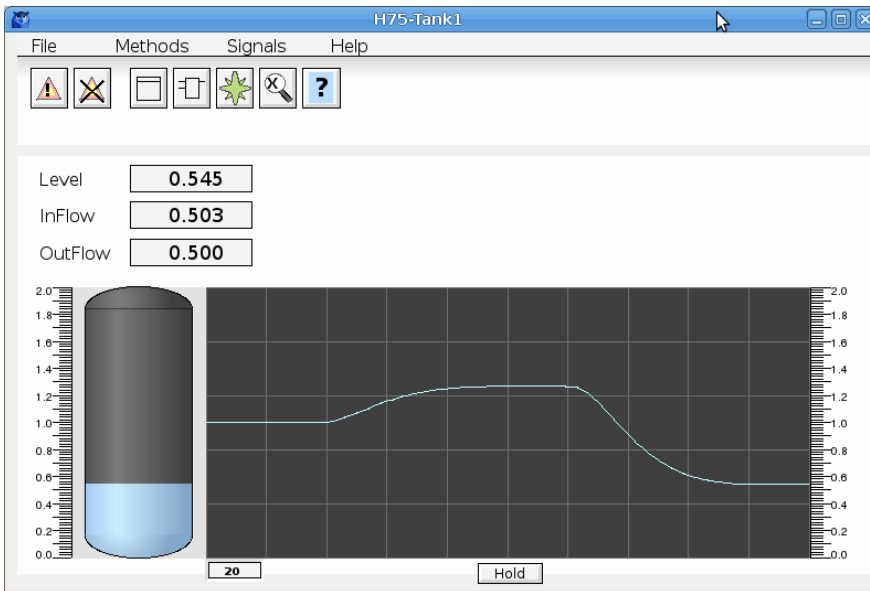 H75-Tank1
File Methods Signals Help
X ?
Level 0.545
InFlow 0.503
OutFlow 0.500
2.0 2.0
1.8 1.8
1.6 1.6
1.4 1.4
1.2 1.2
1.0 1.0
0.8 0.8
0.6 0.6
0.4 0.4
0.2 0.2
0.0 0.0
20 Hold